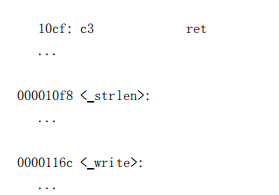 10cf: c3 ret
...
000010f8 <_strlen>:
...
0000116c <_write>:
...